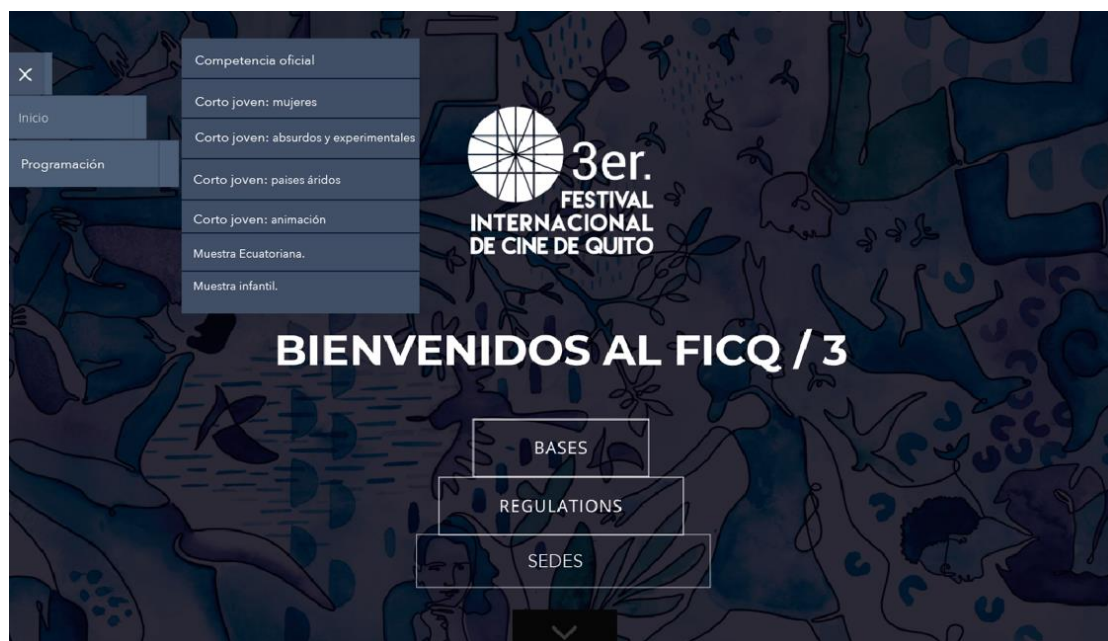 Inicio
Programación
Competencia oficial
Corto joven: mujeres
Corto joven: absurdos y experimentales
Corto joven: paises áridos
Corto joven: animación
Muestra Ecuatoriana.
Muestra infantil.
3er.
FESTIVAL
INTERNACIONAL
DE CINE DE QUITO
BIENVENIDOS AL FICQ / 3
BASES
REGULATIONS
SEDES